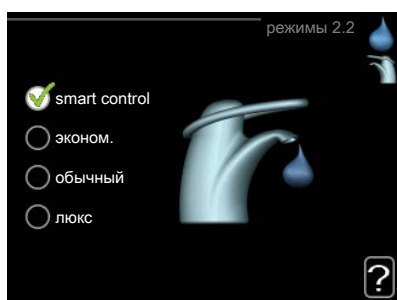 режимы 2.2
smart control
эконом.
обычный
люкс
?